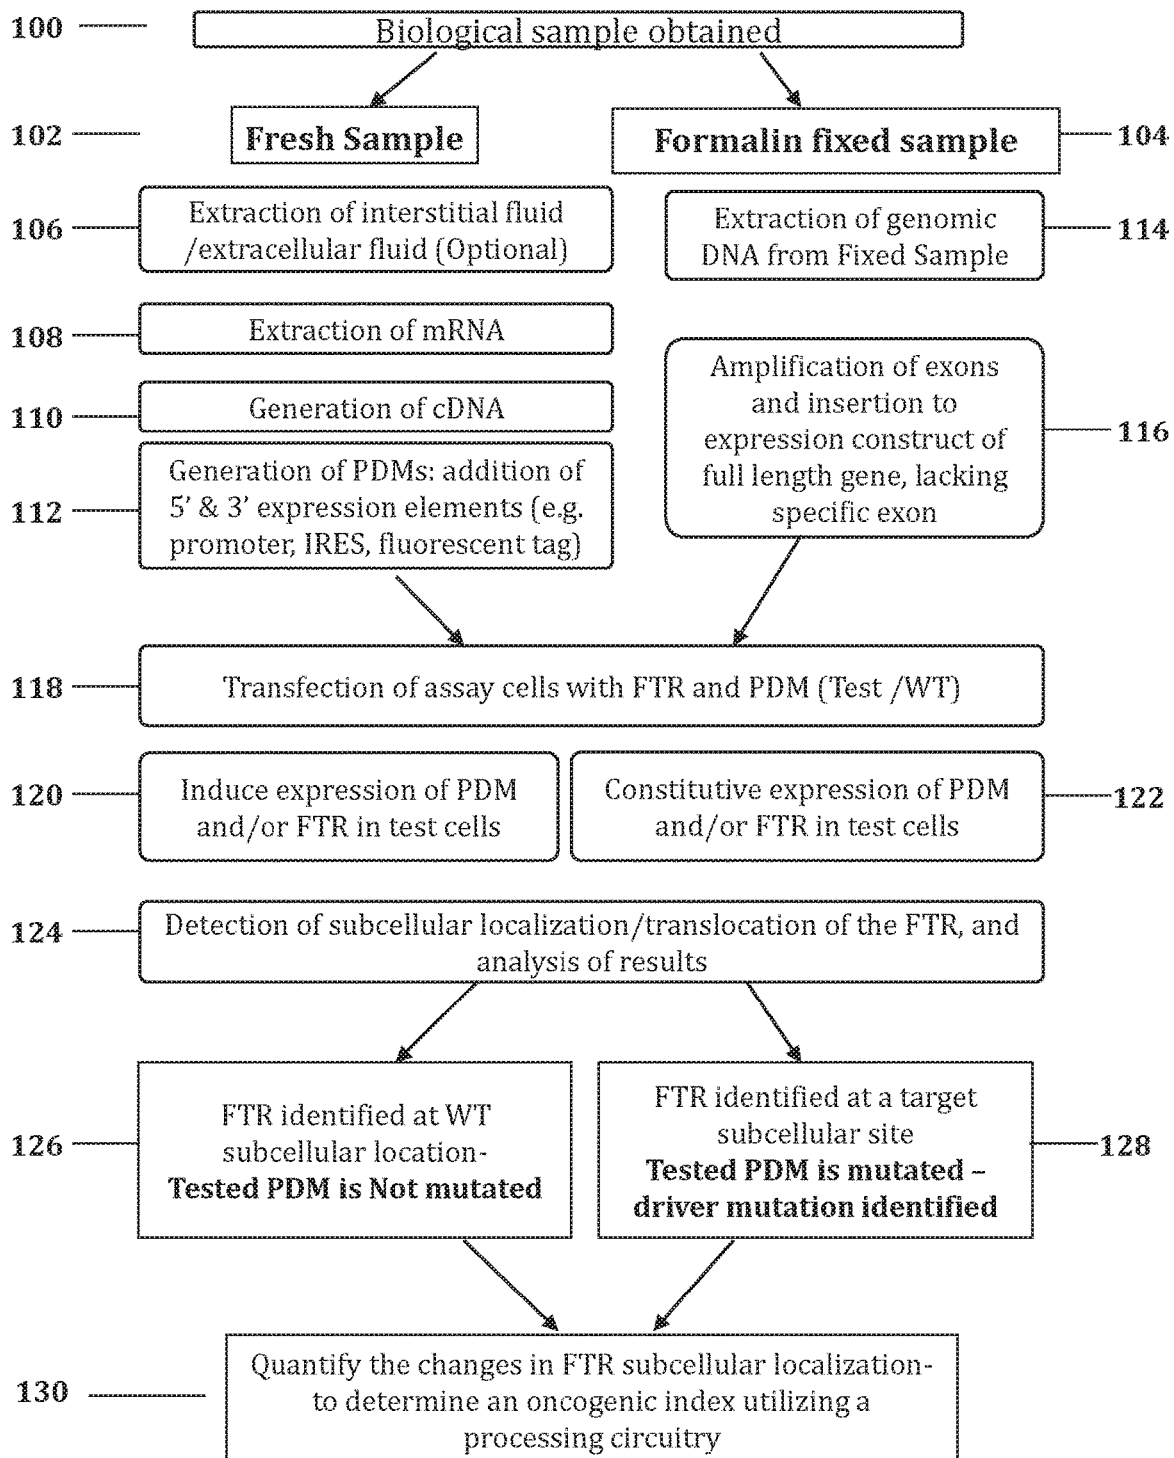 100
Biological sample obtained
102
Fresh Sample
Formalin fixed sample
104
106
Extraction of interstitial fluid
/extracellular fluid (Optional)
Extraction of genomic
DNA from Fixed Sample
114
108
Extraction of mRNA
110
Generation of cDNA
112
Generation of PDMs: addition of
5' & 3' expression elements (e.g.
promoter, IRES, fluorescent tag)
Amplification of exons
and insertion to
expression construct of
full length gene, lacking
specific exon
116
118
Transfection of assay cells with FTR and PDM (Test /WT)
120
Induce expression of PDM
and/or FTR in test cells
Constitutive expression of PDM
and/or FTR in test cells
122
124
Detection of subcellular localization/translocation of the FTR, and
analysis of results
126
FTR identified at WT
subcellular location-
Tested PDM is Not mutated
FTR identified at a target
subcellular site
Tested PDM is mutated –
driver mutation identified
128
130
Quantify the changes in FTR subcellular localization-
to determine an oncogenic index utilizing a
processing circuitry